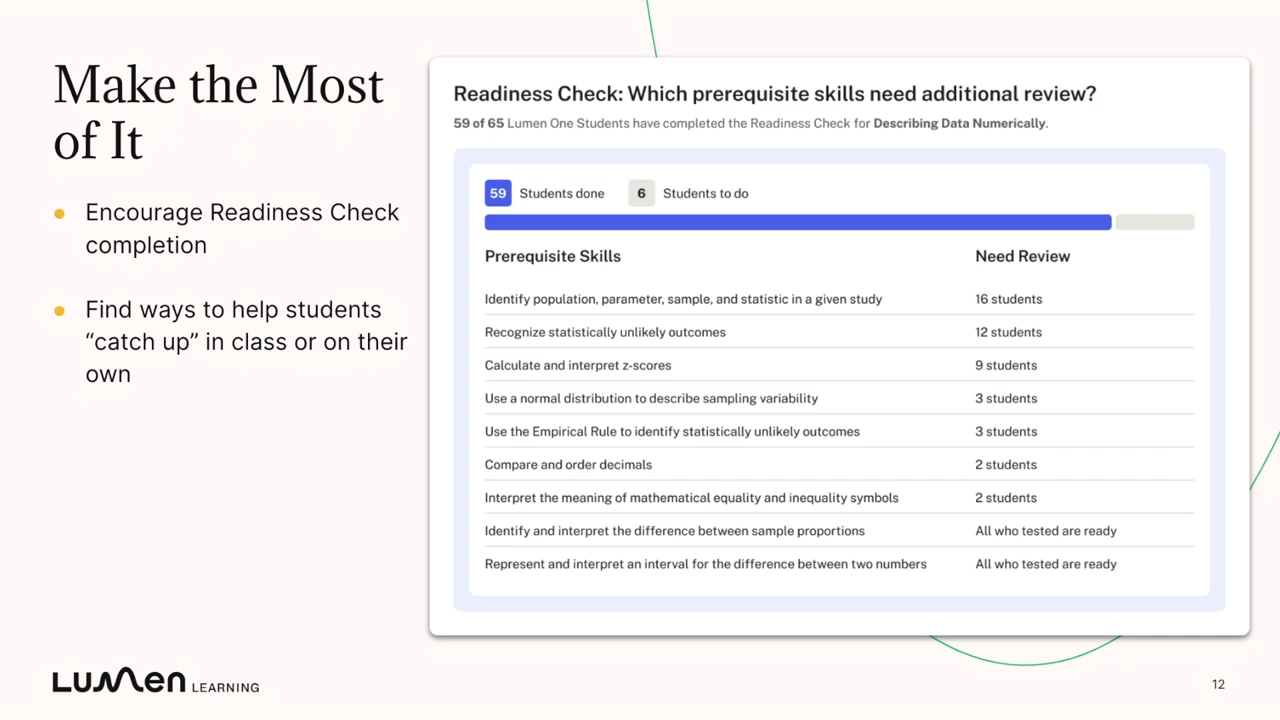 Make the Most
of It
Encourage Readiness Check
completion
Find ways to help students
“catch up” in class or on their
own
Readiness Check: Which prerequisite skills need additional review?
59 of 65 Lumen One Students have completed the Readiness Check for Describing Data Numerically.
59 Students done 6 Students to do
Prerequisite Skills Need Review
Identify population, parameter, sample, and statistic in a given study 16 students
Recognize statistically unlikely outcomes 12 students
Calculate and interpret z-scores 9 students
Use a normal distribution to describe sampling variability 3 students
Use the Empirical Rule to identify statistically unlikely outcomes 3 students
Compare and order decimals 2 students
Interpret the meaning of mathematical equality and inequality symbols 2 students
Identify and interpret the difference between sample proportions All who tested are ready
Represent and interpret an interval for the difference between two numbers All who tested are ready
Lumen LEARNING
12